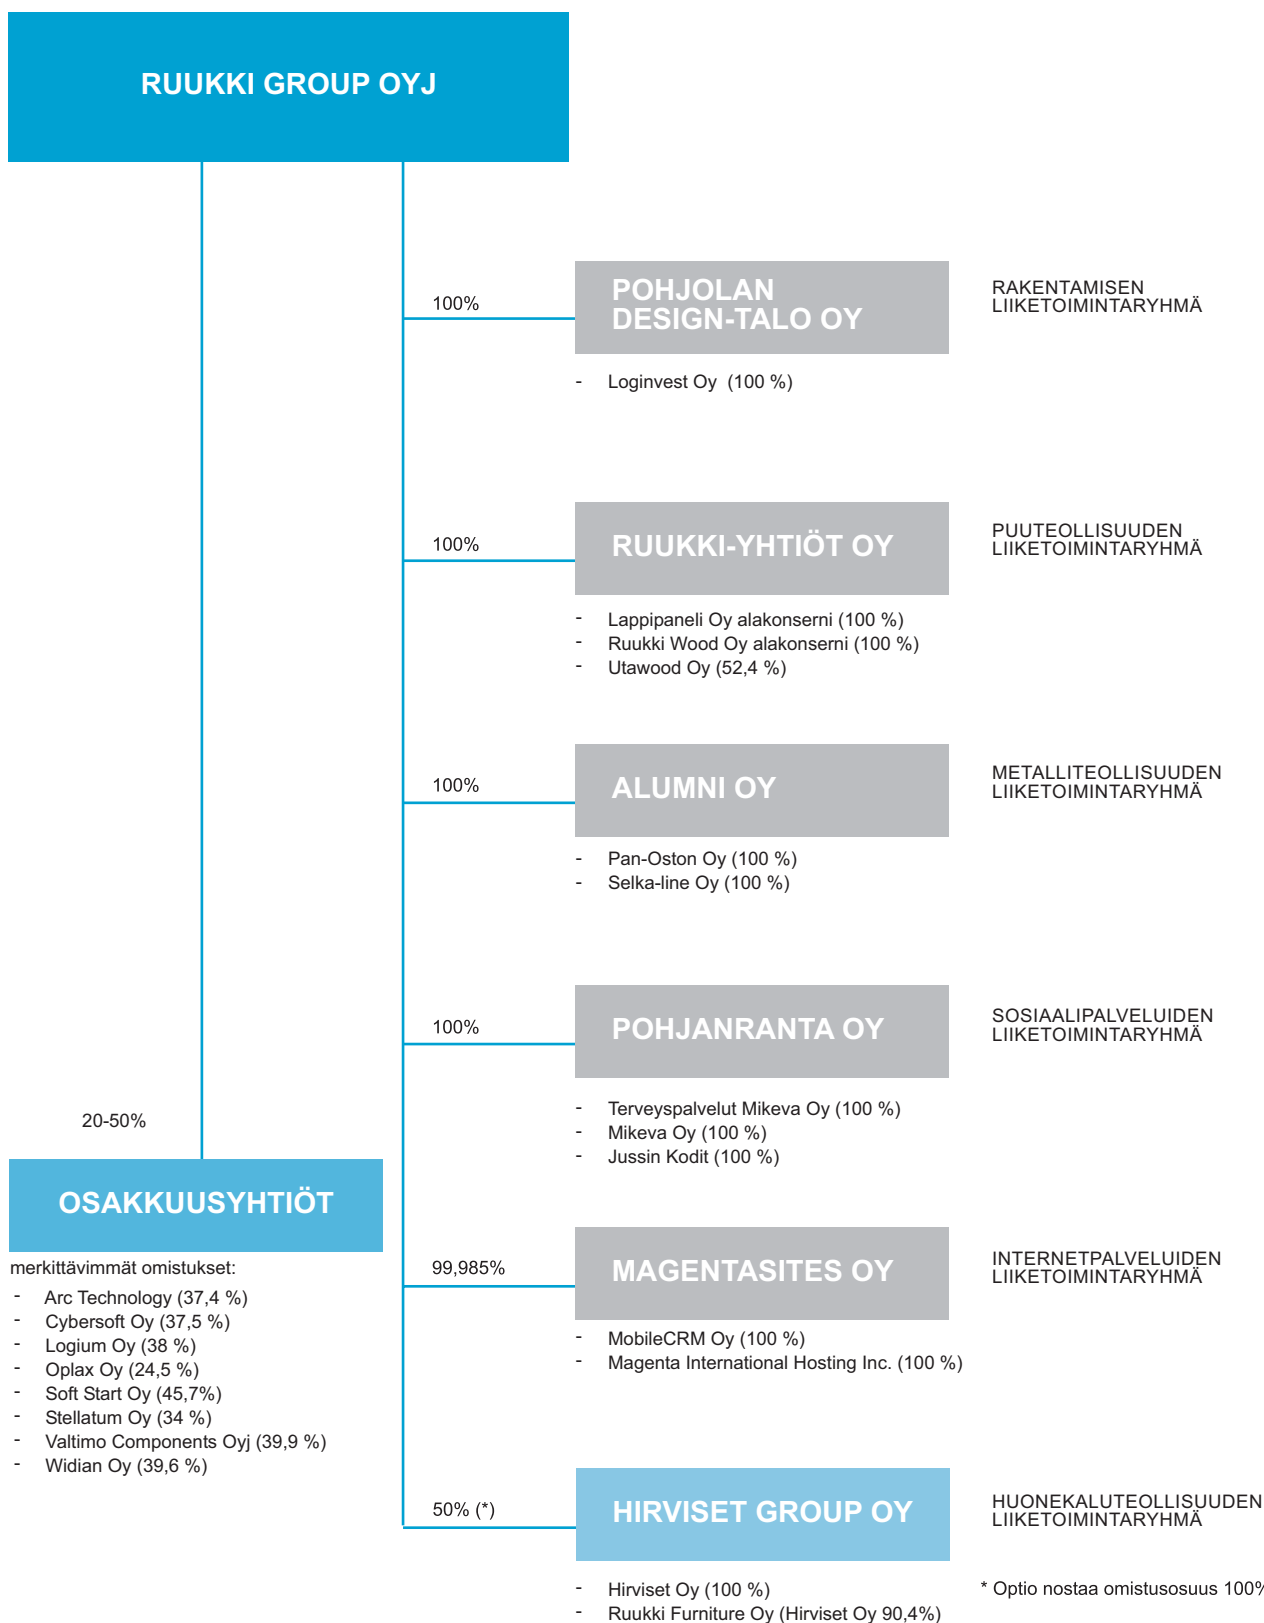 RUUKKI GROUP OYJ
100%
POHJOLAN
DESIGN-TALO OY
RAKENTAMISEN
LIIKETOIMINTARYHMÄ
- Loginvest Oy (100 %)
100%
RUUKKI-YHTIÖT OY
PUUTEOLLISUUDEN
LIIKETOIMINTARYHMÄ
- Lappipaneli Oy alakonserni (100 %)
- Ruukki Wood Oy alakonserni (100 %)
- Utawood Oy (52,4 %)
100%
ALUMNI OY
METALLITEOLLISUUDEN
LIIKETOIMINTARYHMÄ
- Pan-Oston Oy (100 %)
- Selka-line Oy (100 %)
100%
POHJANRANTA OY
SOSIAALIPALVELUIDEN
LIIKETOIMINTARYHMÄ
- Terveyspalvelut Mikeva Oy (100 %)
- Mikeva Oy (100 %)
- Jussin Kodit (100 %)
20-50%
OSAKKUUSYHTIÖT
merkittävimmät omistukset:
- Arc Technology (37,4 %)
- Cybersoft Oy (37,5 %)
- Logium Oy (38 %)
- Oplax Oy (24,5 %)
- Soft Start Oy (45,7%)
- Stellatum Oy (34 %)
- Valtimo Components Oyj (39,9 %)
- Widian Oy (39,6 %)
99,985%
MAGENTASITES OY
INTERNETPALVELUIDEN
LIIKETOIMINTARYHMÄ
- MobileCRM Oy (100 %)
- Magenta International Hosting Inc. (100 %)
50% (*)
HIRVISET GROUP OY
HUONEKALUTEOLLISUUDEN
LIIKETOIMINTARYHMÄ
- Hirviset Oy (100 %)
- Ruukki Furniture Oy (Hirviset Oy 90,4%)
* Optio nostaa omistusosuus 100%